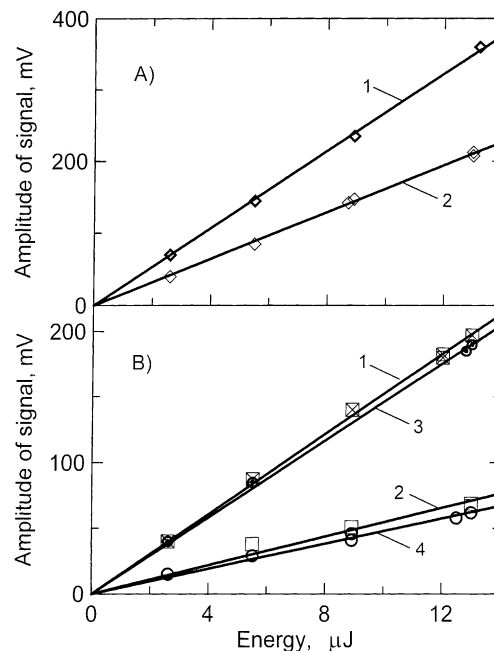 400
A)
1
200
2
0
Amplitude of signal, mV
200
B)
1
3
100
2
4
0
Amplitude of signal, mV
0 4 8 12
Energy, μJ